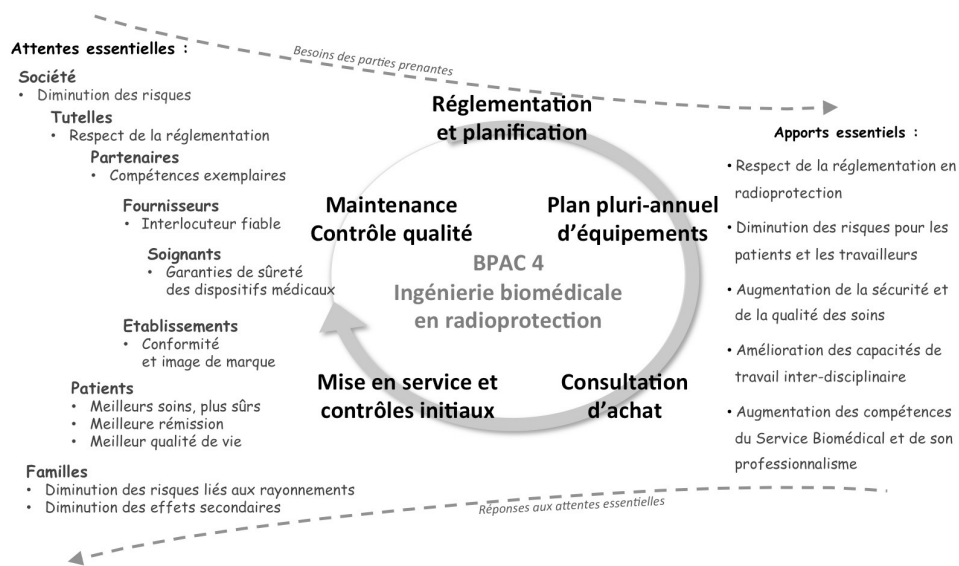 Besoins des parties prenantes
Attentes essentielles :
Société
• Diminution des risques
Tutelles
• Respect de la réglementation
Partenaires
• Compétences exemplaires
Fournisseurs
• Interlocuteur fiable
Soignants
• Garanties de sûreté
des dispositifs médicaux
Etablissements
• Conformité
et image de marque
Patients
• Meilleurs soins, plus sûrs
• Meilleure rémission
• Meilleur qualité de vie
Familles
• Diminution des risques liés aux rayonnements
• Diminution des effets secondaires
Réglementation
et planification
Plan pluri-annuel
d'équipements
Consultation
d'achat
Mise en service et
contrôles initiaux
Maintenance
Contrôle qualité
BPAC 4
Ingénierie biomédicale
en radioprotection
Apports essentiels :
• Respect de la réglementation en
radioprotection
• Diminution des risques pour les
patients et les travailleurs
• Augmentation de la sécurité et
de la qualité des soins
• Amélioration des capacités de
travail inter-disciplinaire
• Augmentation des compétences
du Service Biomédical et de son
professionnalisme
Réponses aux attentes essentielles